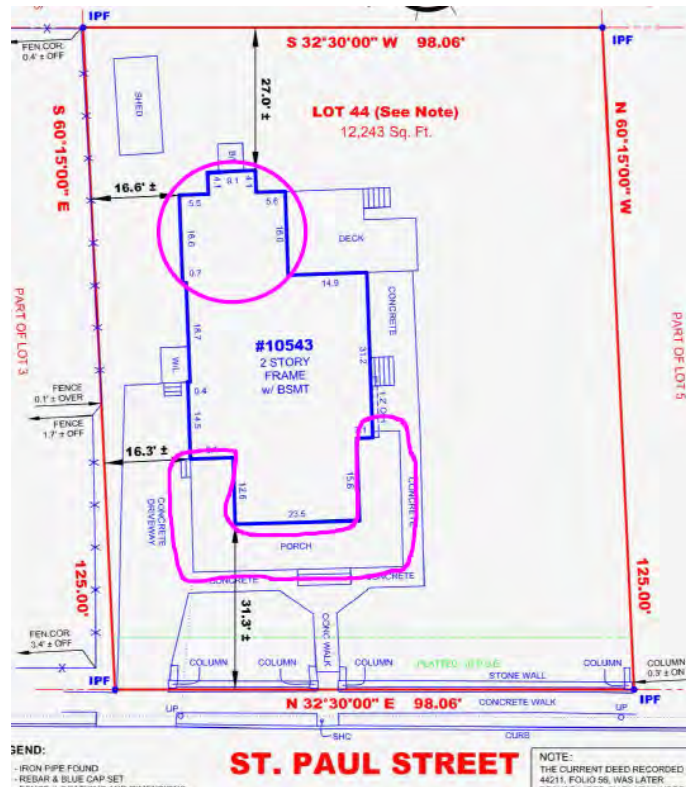 IPF
S 32°30'00" W 98.06'
IPF
FEN.COR.
0.4' ± OFF
SHED
27.0' ±
LOT 44 (See Note)
12,243 Sq. Ft.
S 60°15'00" E
N 60°15'00" W
16.6' ±
4.1
9.1
4.1
5.5
5.6
16.0
DECK
0.7
14.9
CONCRETE
PART OF LOT 3
PART OF LOT 5
18.7
#10543
2 STORY
FRAME
w/ BSMT
31.2
W/L
FENCE
0.1' ± OVER
0.4
FENCE
1.7' ± OFF
14.5
16.3' ±
12.6
15.6
23.5
CONCRETE
DRIVEWAY
CONCRETE
PORCH
CONCRETE
CONCRETE
125.00'
31.3' ±
125.00'
FEN.COR.
3.4' ± OFF
CONC WALK
COLUMN
COLUMN
COLUMN
PLATTED
COLUMN
COLUMN
STONE WALL
IPF
N 32°30'00" E 98.06'
CONCRETE WALK
IPF
UP
UP
SHC
CURB
ST. PAUL STREET
GEND:
- IRON PIPE FOUND
- REBAR & BLUE CAP SET
NOTE:
THE CURRENT DEED RECORDED
44211, FOLIO 56, WAS LATER